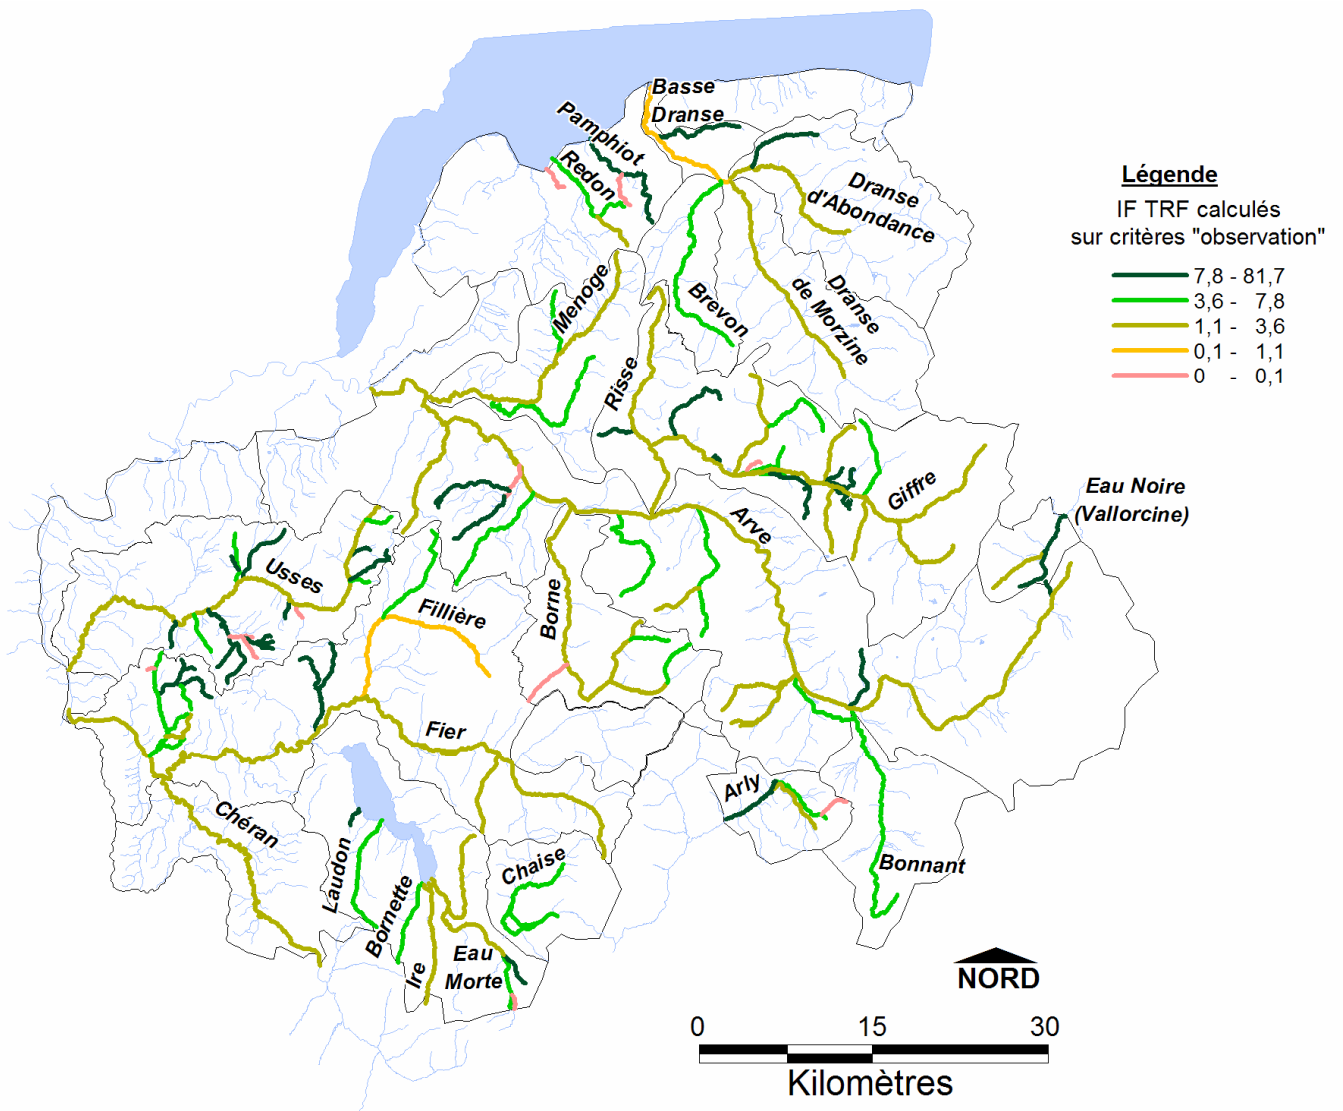 Basse
Dranse
Pamphiot
Redon
Dranse
d'Abondance
Menoge
Brevon
Dranse
de Morzine
Risse
Légende
IF TRF calculés
sur critères "observation"
7,8 - 81,7
3,6 - 7,8
1,1 - 3,6
0,1 - 1,1
0 - 0,1
Giffre
Eau Noire
(Vallorcine)
Arve
Usses
Borne
Fillière
Fier
Chéran
Arly
Laudon
Bornette
Chaise
Bonnant
Ire
Eau
Morte
NORD
0 15 30
Kilomètres